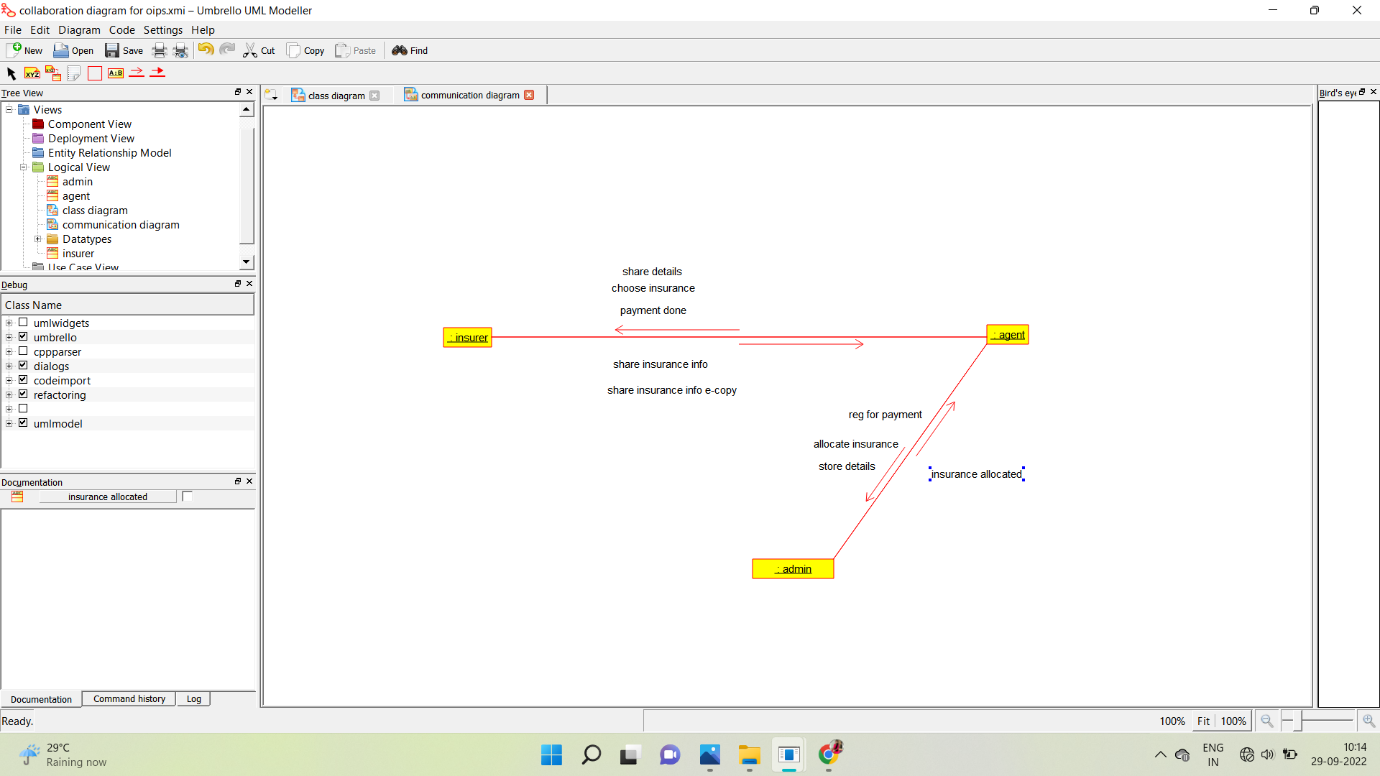 collaboration diagram for oips.xmi – Umbrello UML Modeller
File Edit Diagram Code Settings Help
New Open Save Cut Copy Paste Find
XYZ A:B
Tree View
class diagram communication diagram
Bird's eye
Views
Component View
Deployment View
Entity Relationship Model
Logical View
admin
agent
class diagram
communication diagram
Datatypes
insurer
Use Case View
Debug
Class Name
umlwidgets
umbrello
cppparser
dialogs
codeimport
refactoring
umlmodel
Documentation
insurance allocated
share details
choose insurance
payment done
: insurer
: agent
share insurance info
share insurance info e-copy
reg for payment
allocate insurance
store details
insurance allocated
: admin
Documentation Command history Log
Ready.
100% Fit 100%
29°C
Raining now
ENG
IN
10:14
29-09-2022